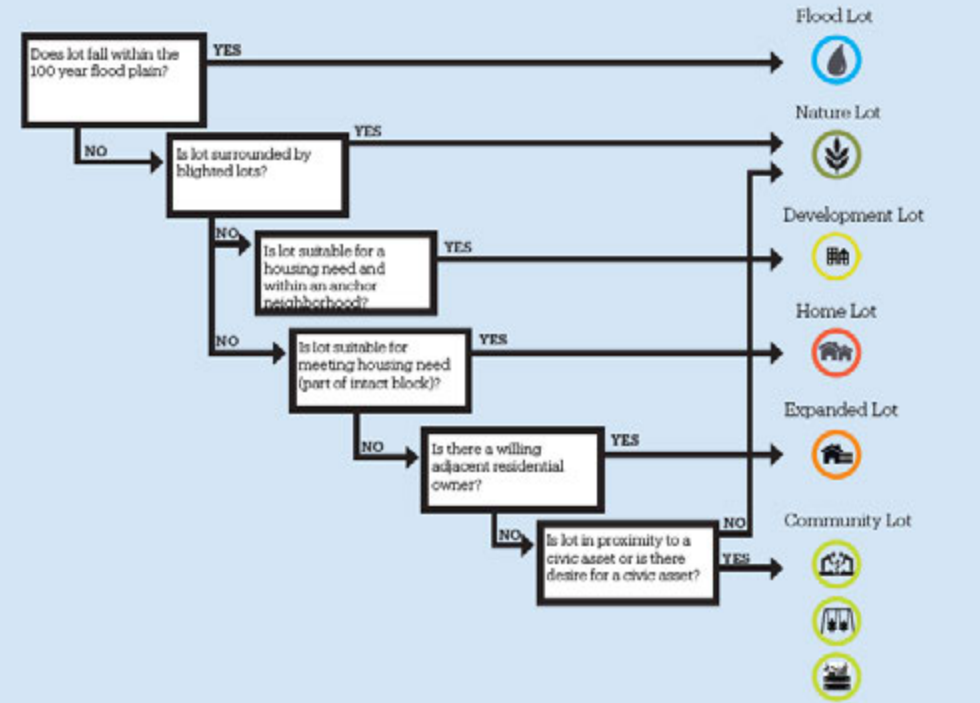 Flood Lot
Does lot fall within the
100 year flood plain?
YES
NO
Nature Lot
Is lot surrounded by
blighted lots?
YES
NO
Development Lot
Is lot suitable for a
housing need and
within an anchor
neighborhood?
YES
NO
Home Lot
Is lot suitable for
meeting housing need
(part of intact block)?
YES
NO
Expanded Lot
Is there a willing
adjacent residential
owner?
YES
NO
Community Lot
Is lot in proximity to a
civic asset or is there
desire for a civic asset?
NO
YES